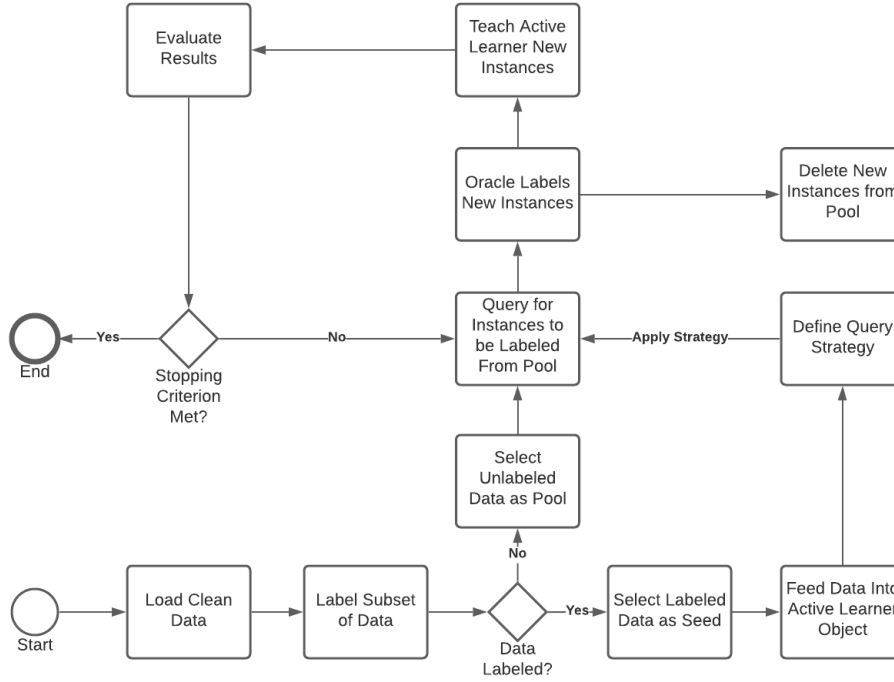 Evaluate
Results
Teach Active
Learner New
Instances
Oracle Labels
New Instances
Delete New
Instances from
Pool
Query for
Instances to
be Labeled
From Pool
Define Query
Strategy
Apply Strategy
Yes
No
End
Stopping
Criterion
Met?
Select
Unlabeled
Data as Pool
No
Load Clean
Data
Label Subset
of Data
Yes
Select Labeled
Data as Seed
Feed Data Into
Active Learner
Object
Start
Data
Labeled?